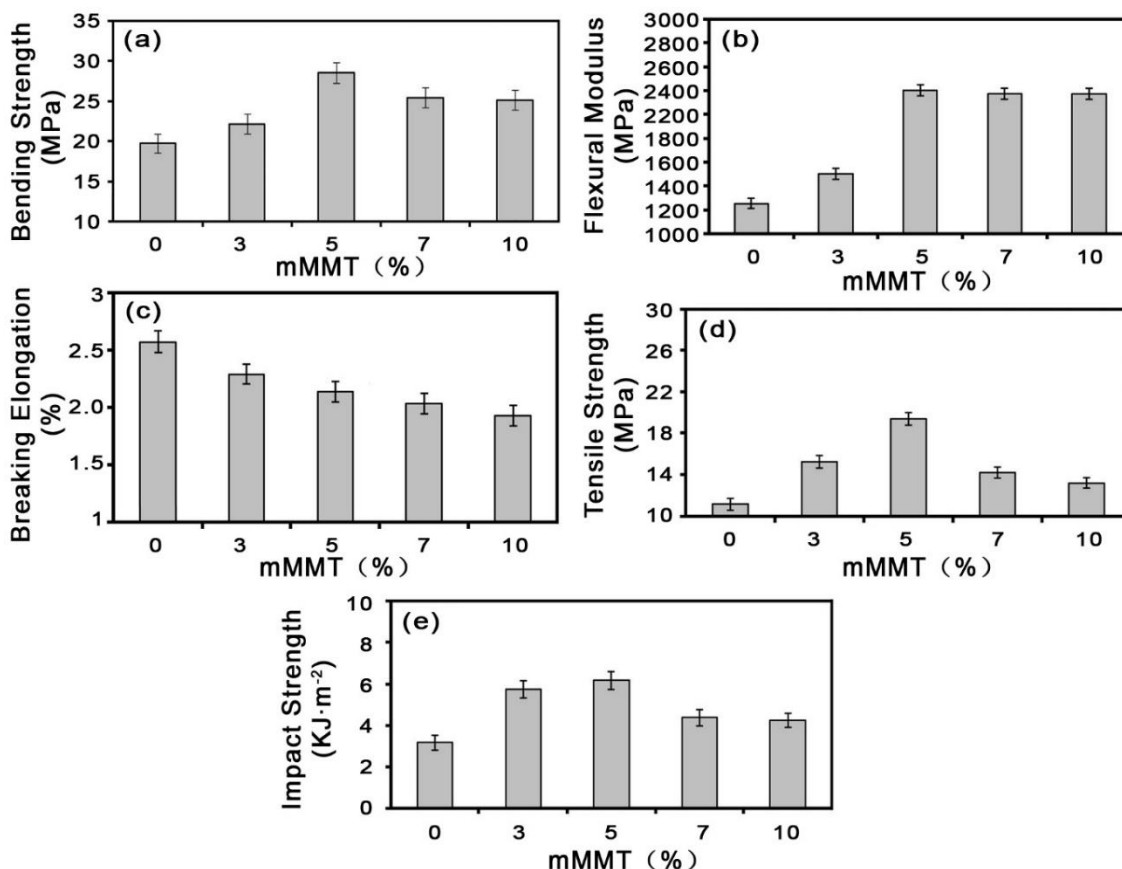 (a)
Bending Strength
(MPa)
35
30
25
20
15
10
0 3 5 7 10
mMMT（%）
(b)
Flexural Modulus
(MPa)
3000
2800
2600
2400
2000
1800
1600
1400
1200
1000
0 3 5 7 10
mMMT（%）
(c)
Breaking Elongation
(%)
3
2.5
2.0
1.5
1
0 3 5 7 10
mMMT（%）
(d)
Tensile Strength
(MPa)
30
26
22
18
14
10
0 3 5 7 10
mMMT（%）
(e)
Impact Strength
(KJ·m⁻²)
10
8
6
4
2
0
0 3 5 7 10
mMMT（%）